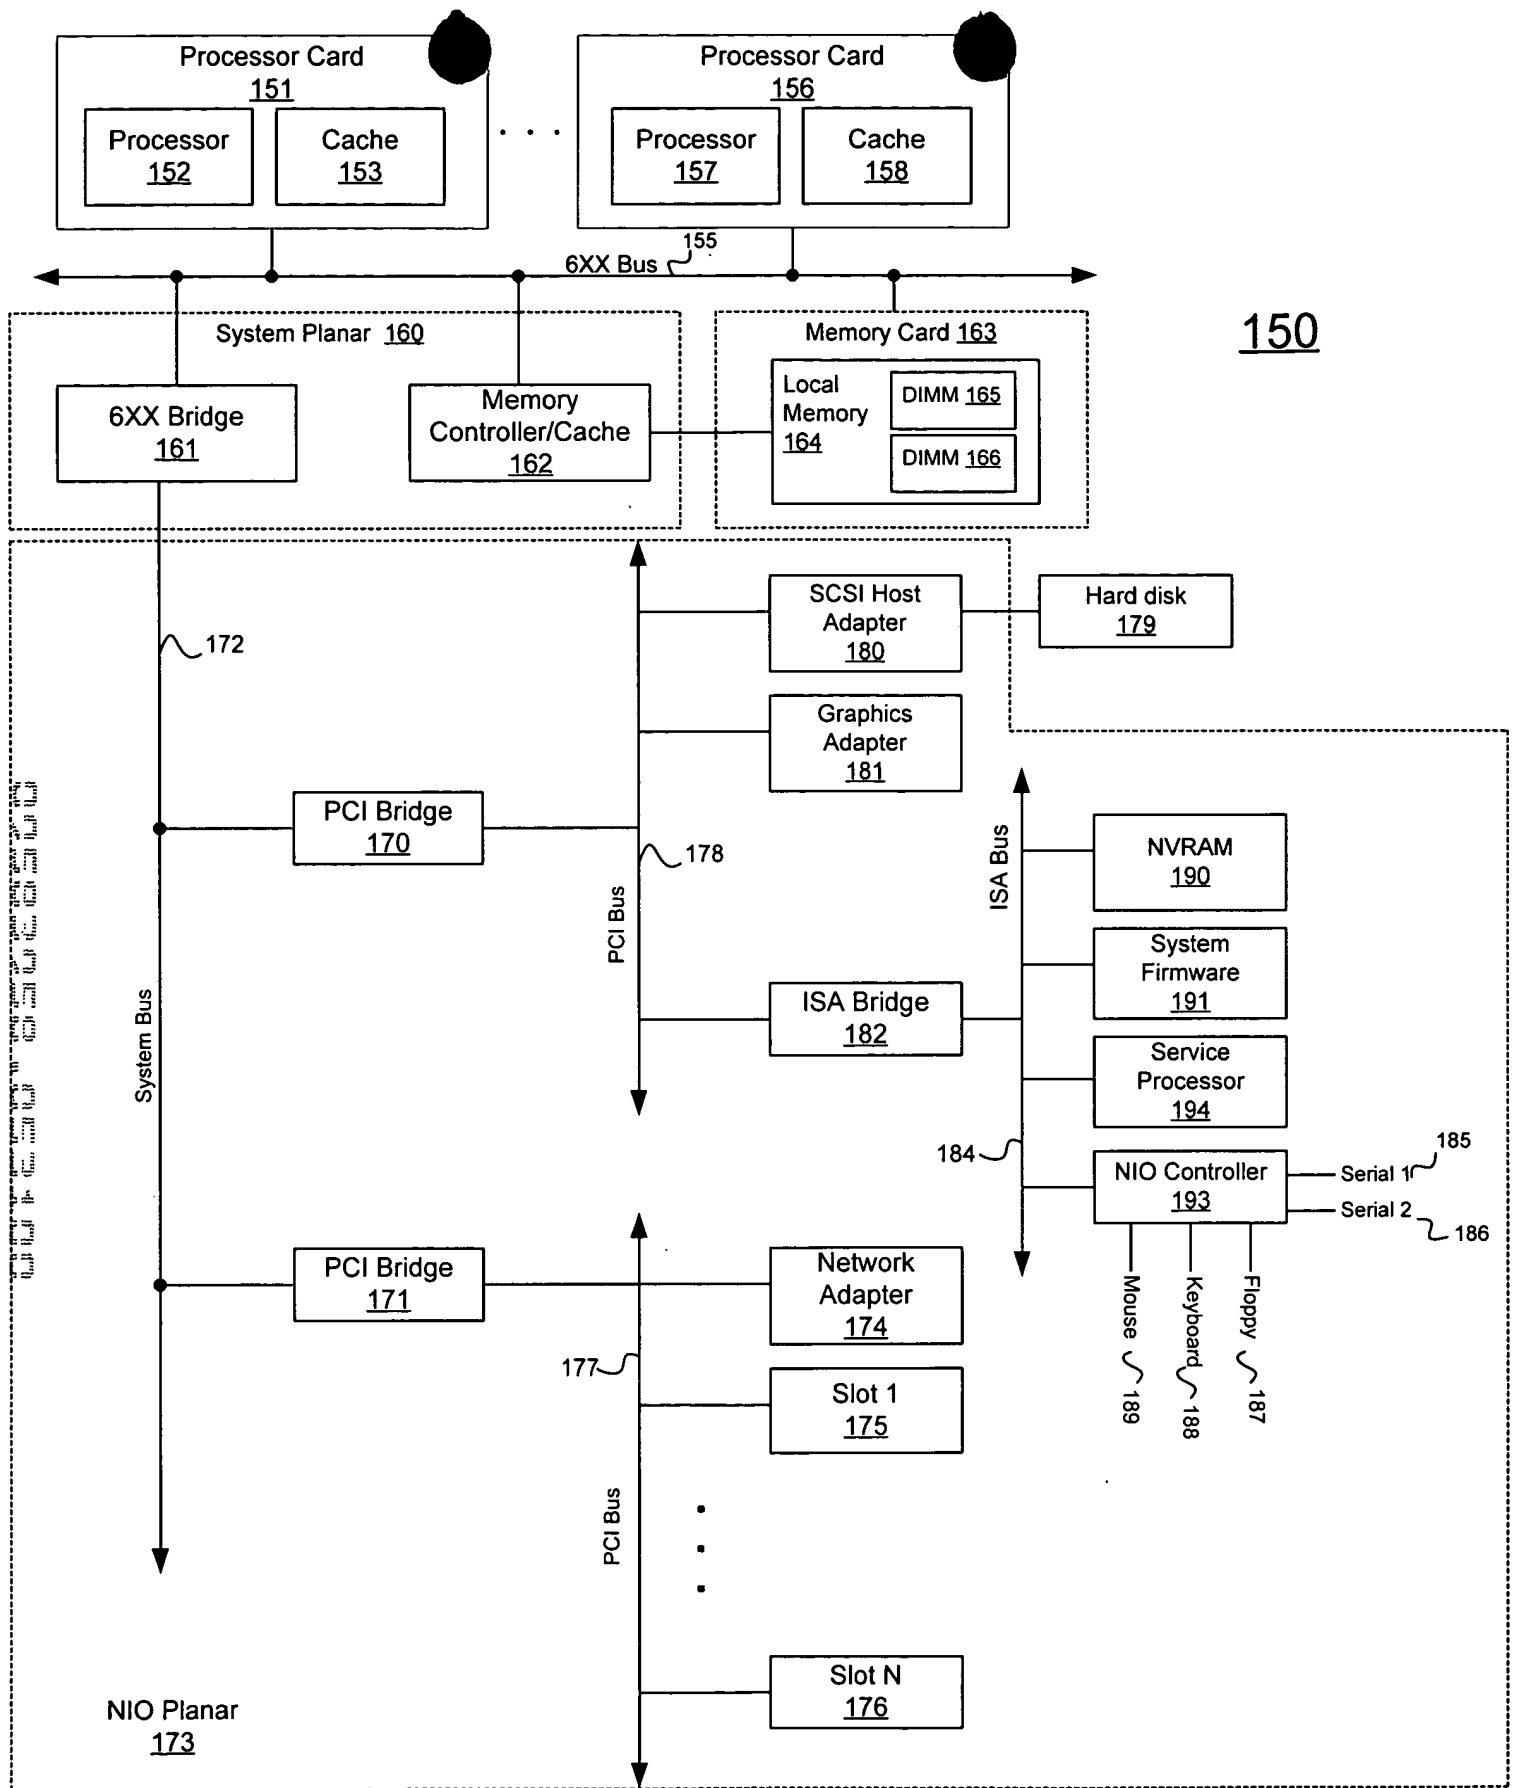 Processor Card
151
Processor
152
Cache
153
. . .
Processor Card
156
Processor
157
Cache
158
6XX Bus
155
System Planar 160
Memory Card 163
150
6XX Bridge
161
Memory
Controller/Cache
162
Local
Memory
164
DIMM 165
DIMM 166
172
SCSI Host
Adapter
180
Hard disk
179
Graphics
Adapter
181
PCI Bridge
170
178
PCI Bus
ISA Bus
NVRAM
190
System
Firmware
191
System Bus
ISA Bridge
182
Service
Processor
194
184
NIO Controller
193
Serial 1
185
Serial 2
186
Mouse
189
Keyboard
188
Floppy
187
PCI Bridge
171
Network
Adapter
174
177
Slot 1
175
PCI Bus
Slot N
176
NIO Planar
173